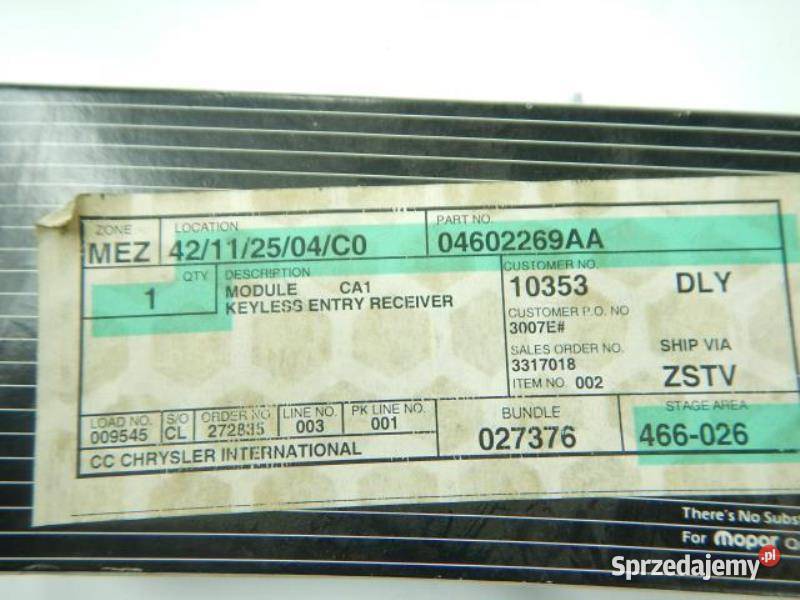 ZONE LOCATION PART NO.
MEZ 42/11/25/04/C0 04602269AA
QTY DESCRIPTION CUSTOMER NO.
1 MODULE CA1 10353 DLY
KEYLESS ENTRY RECEIVER
CUSTOMER P.O. NO
3007E#
SALES ORDER NO. SHIP VIA
3317018
ITEM NO. 002 ZSTV
LOAD NO. S/O ORDER NO LINE NO. PK LINE NO. BUNDLE STAGE AREA
009545 CL 272835 003 001 027376 466-026
CC CHRYSLER INTERNATIONAL
There's No Subs
For mopar
Sprzedajemy.pl